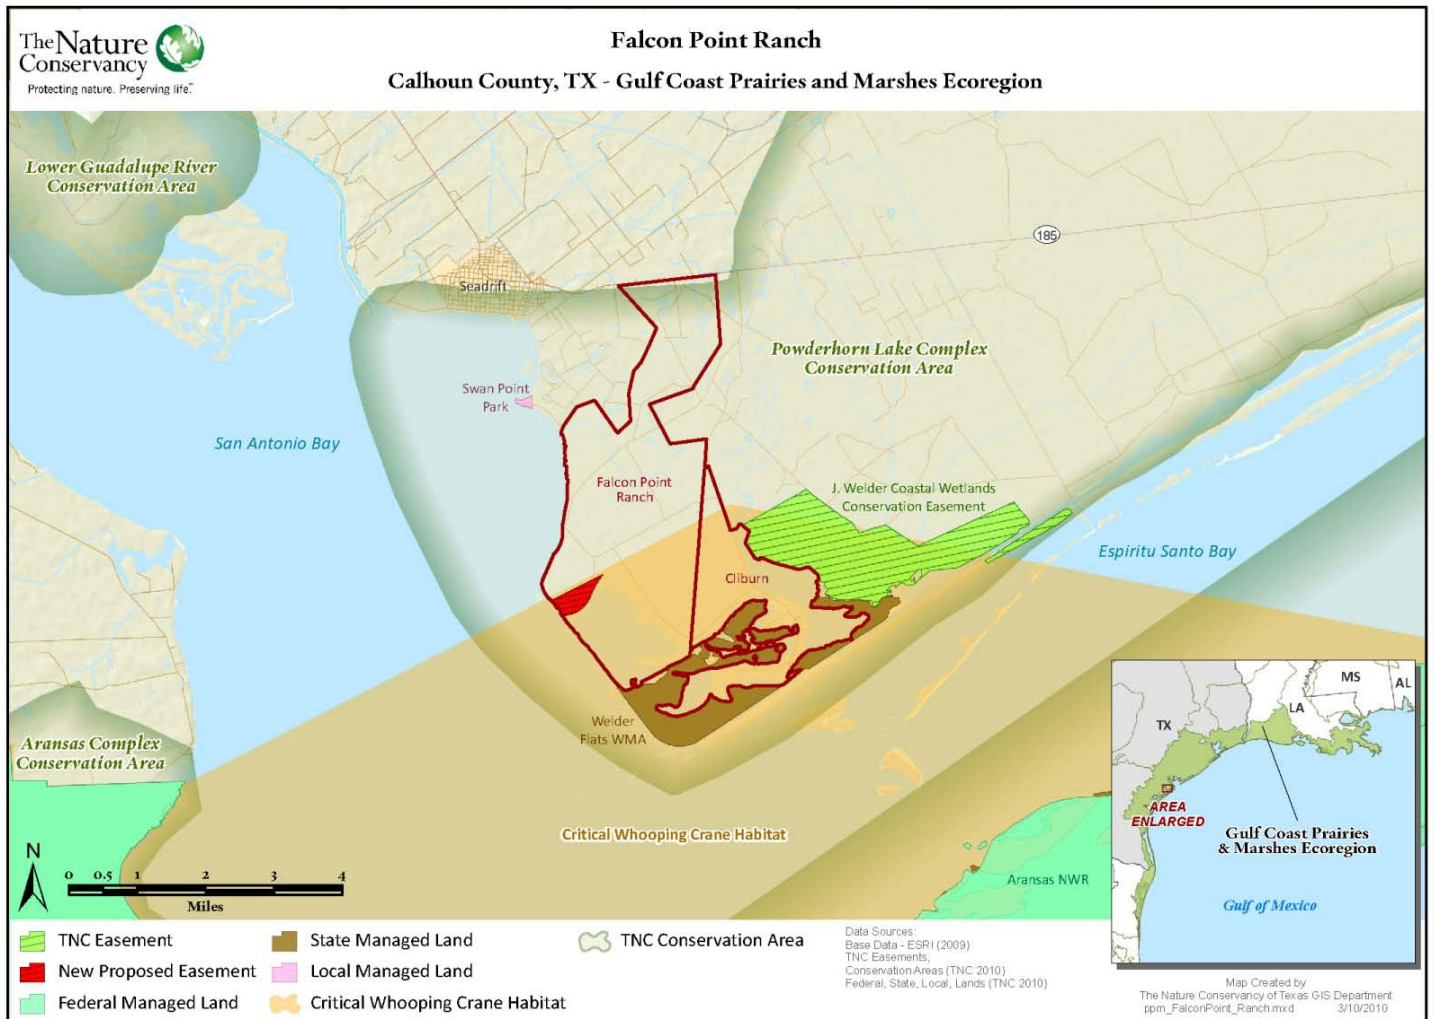 The Nature
Conservancy
Protecting nature. Preserving life.™
Falcon Point Ranch
Calhoun County, TX - Gulf Coast Prairies and Marshes Ecoregion
Lower Guadalupe River
Conservation Area
185
Seadrift
Powderhorn Lake Complex
Conservation Area
Swan Point
Park
San Antonio Bay
Falcon Point
Ranch
J. Welder Coastal Wetlands
Conservation Easement
Espiritu Santo Bay
Cliburn
Welder
Flats WMA
Aransas Complex
Conservation Area
Critical Whooping Crane Habitat
Aransas NWR
N
0 0.5 1 2 3 4
Miles
MS
AL
LA
TX
AREA
ENLARGED
Gulf Coast Prairies
& Marshes Ecoregion
Gulf of Mexico
TNC Easement
New Proposed Easement
Federal Managed Land
State Managed Land
Local Managed Land
Critical Whooping Crane Habitat
TNC Conservation Area
Data Sources:
Base Data - ESRI (2009)
TNC Easements,
Conservation Areas (TNC 2010)
Federal, State, Local, Lands (TNC 2010)
Map Created by
The Nature Conservancy of Texas GIS Department
ppm_FalconPoint_Ranch.mxd 3/10/2010